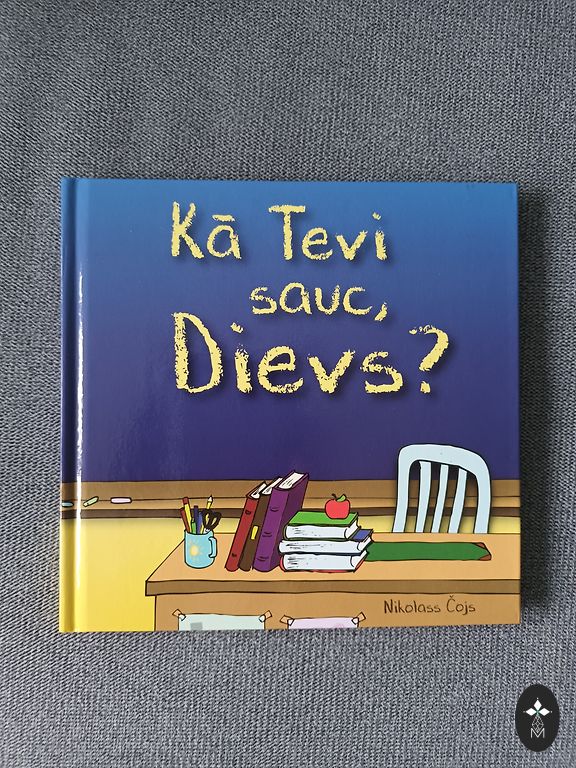 Kā Tevi
sauc,
Dievs?
Nikolass Čojs
M